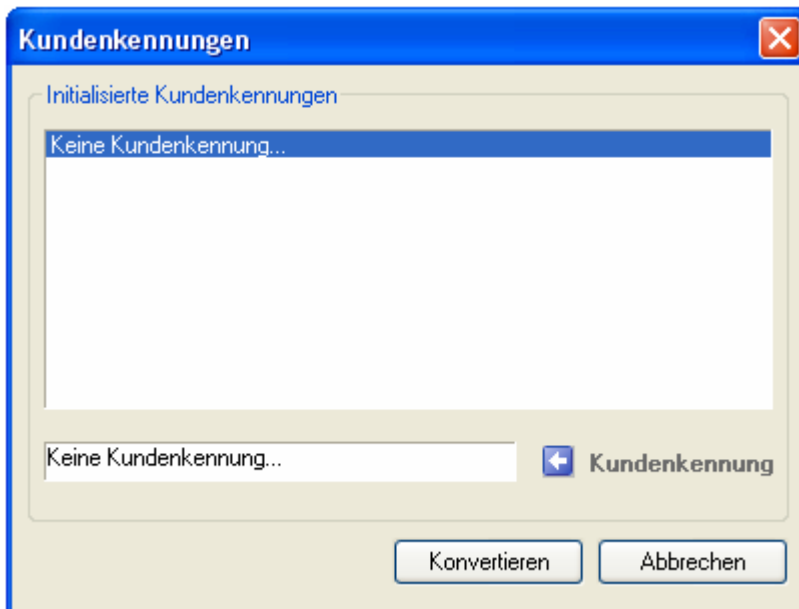 Kundenkennungen
Initialisierte Kundenkennungen
Keine Kundenkennung...
Keine Kundenkennung...
Kundenkennung
Konvertieren
Abbrechen